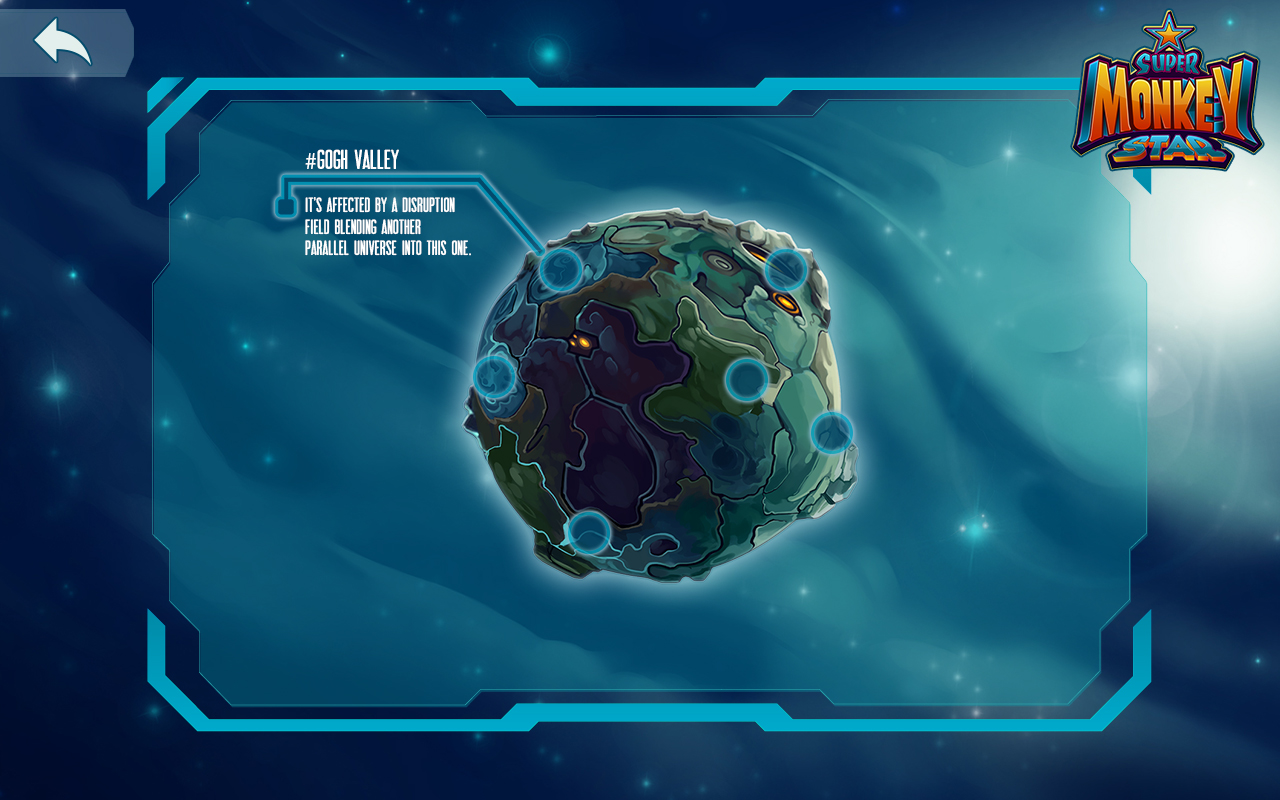 SUPER
MONKEY
STAR
#GOGH VALLEY
IT'S AFFECTED BY A DISRUPTION
FIELD BLENDING ANOTHER
PARALLEL UNIVERSE INTO THIS ONE.